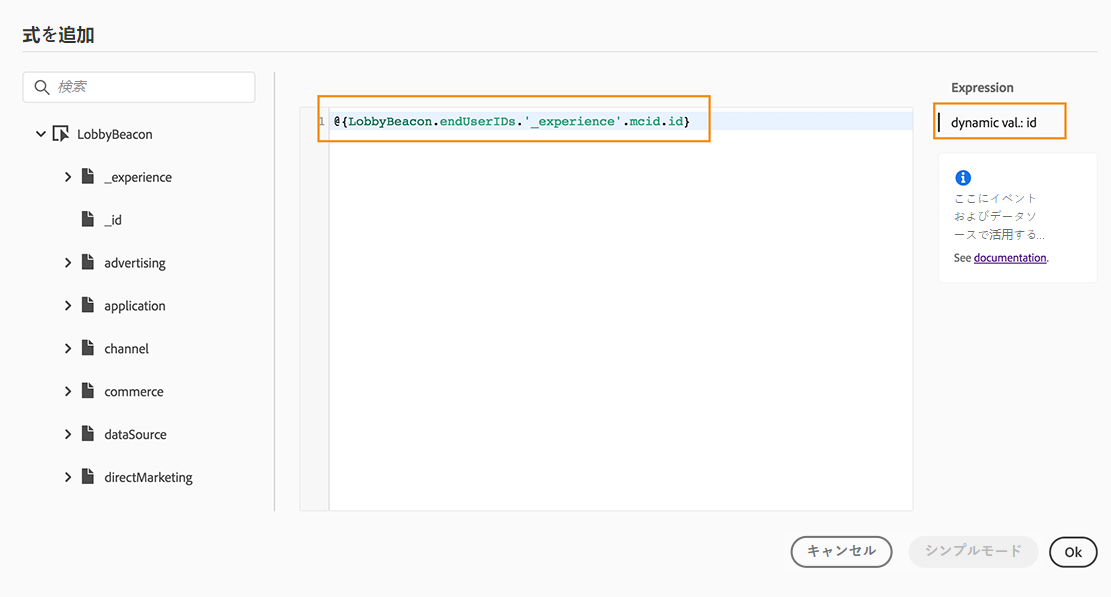 式を追加
検索
LobbyBeacon
_experience
_id
advertising
application
channel
commerce
dataSource
directMarketing
1 @{LobbyBeacon.endUserIDs.'_experience'.mcid.id}
Expression
dynamic val.: id
ここにイベント
およびデータソ
ースで活用する...
See documentation.
キャンセル
シンプルモード
Ok